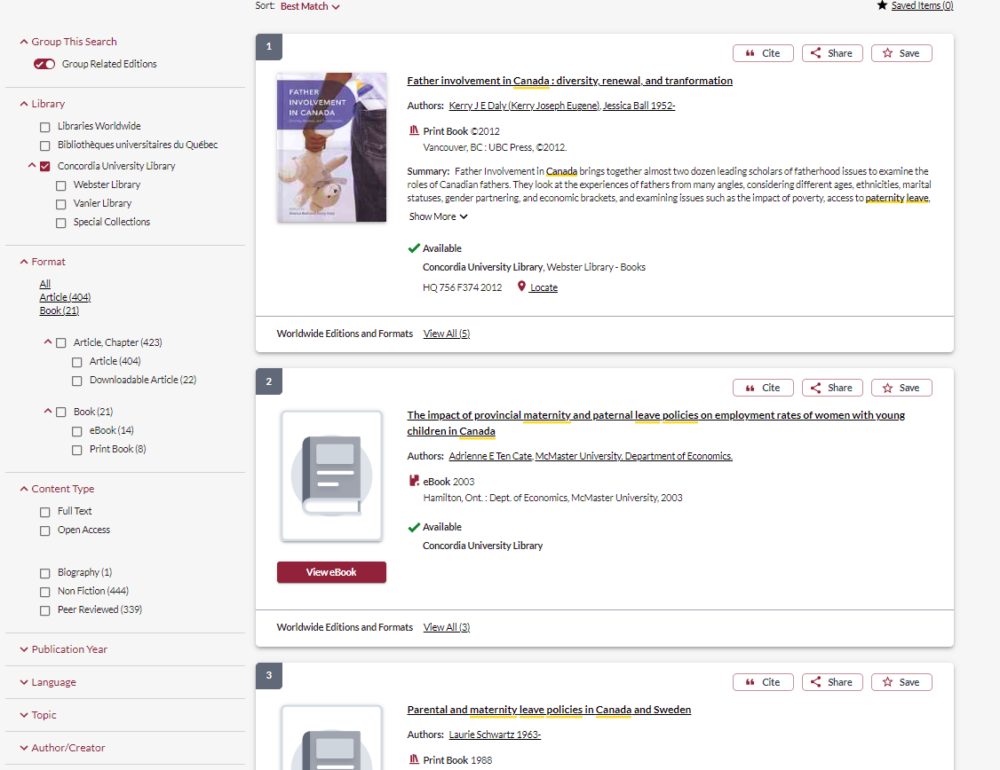 Sort: Best Match
Saved Items (0)
Group This Search
Group Related Editions
Library
Libraries Worldwide
Bibliothèques universitaires du Québec
Concordia University Library
Webster Library
Vanier Library
Special Collections
Format
All
Article (404)
Book (21)
Article, Chapter (423)
Article (404)
Downloadable Article (22)
Book (21)
eBook (14)
Print Book (8)
Content Type
Full Text
Open Access
Biography (1)
Non Fiction (444)
Peer Reviewed (339)
Publication Year
Language
Topic
Author/Creator
1
Cite Share Save
FATHER
INVOLVEMENT
IN CANADA
Father involvement in Canada : diversity, renewal, and tranformation
Authors: Kerry J E Daly (Kerry Joseph Eugene), Jessica Ball 1952-
Print Book ©2012
Vancouver, BC : UBC Press, ©2012.
Summary: Father Involvement in Canada brings together almost two dozen leading scholars of fatherhood issues to examine the
roles of Canadian fathers. They look at the experiences of fathers from many angles, considering different ages, ethnicities, marital
statuses, gender partnering, and economic brackets, and examining issues such as the impact of poverty, access to paternity leave,
Show More
Available
Concordia University Library, Webster Library - Books
HQ 756 F374 2012 Locate
Worldwide Editions and Formats View All (5)
2
Cite Share Save
The impact of provincial maternity and paternal leave policies on employment rates of women with young
children in Canada
Authors: Adrienne E Ten Cate, McMaster University. Department of Economics.
eBook 2003
Hamilton, Ont. : Dept. of Economics, McMaster University, 2003
Available
Concordia University Library
View eBook
Worldwide Editions and Formats View All (3)
3
Cite Share Save
Parental and maternity leave policies in Canada and Sweden
Authors: Laurie Schwartz 1963-
Print Book 1988